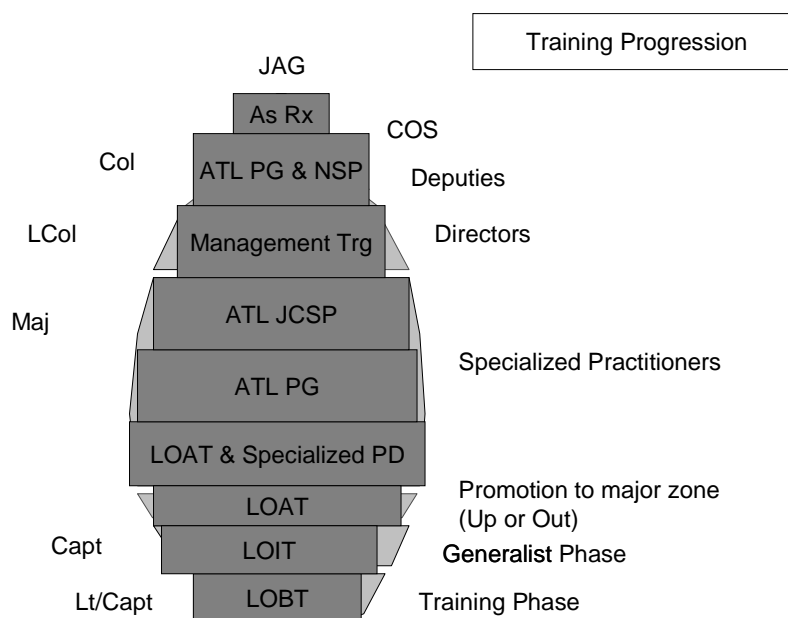 Training Progression
JAG
As Rx
COS
Col
ATL PG & NSP
Deputies
LCol
Management Trg
Directors
Maj
ATL JCSP
Specialized Practitioners
ATL PG
LOAT & Specialized PD
LOAT
Promotion to major zone
(Up or Out)
Capt
LOIT
Generalist Phase
Lt/Capt
LOBT
Training Phase